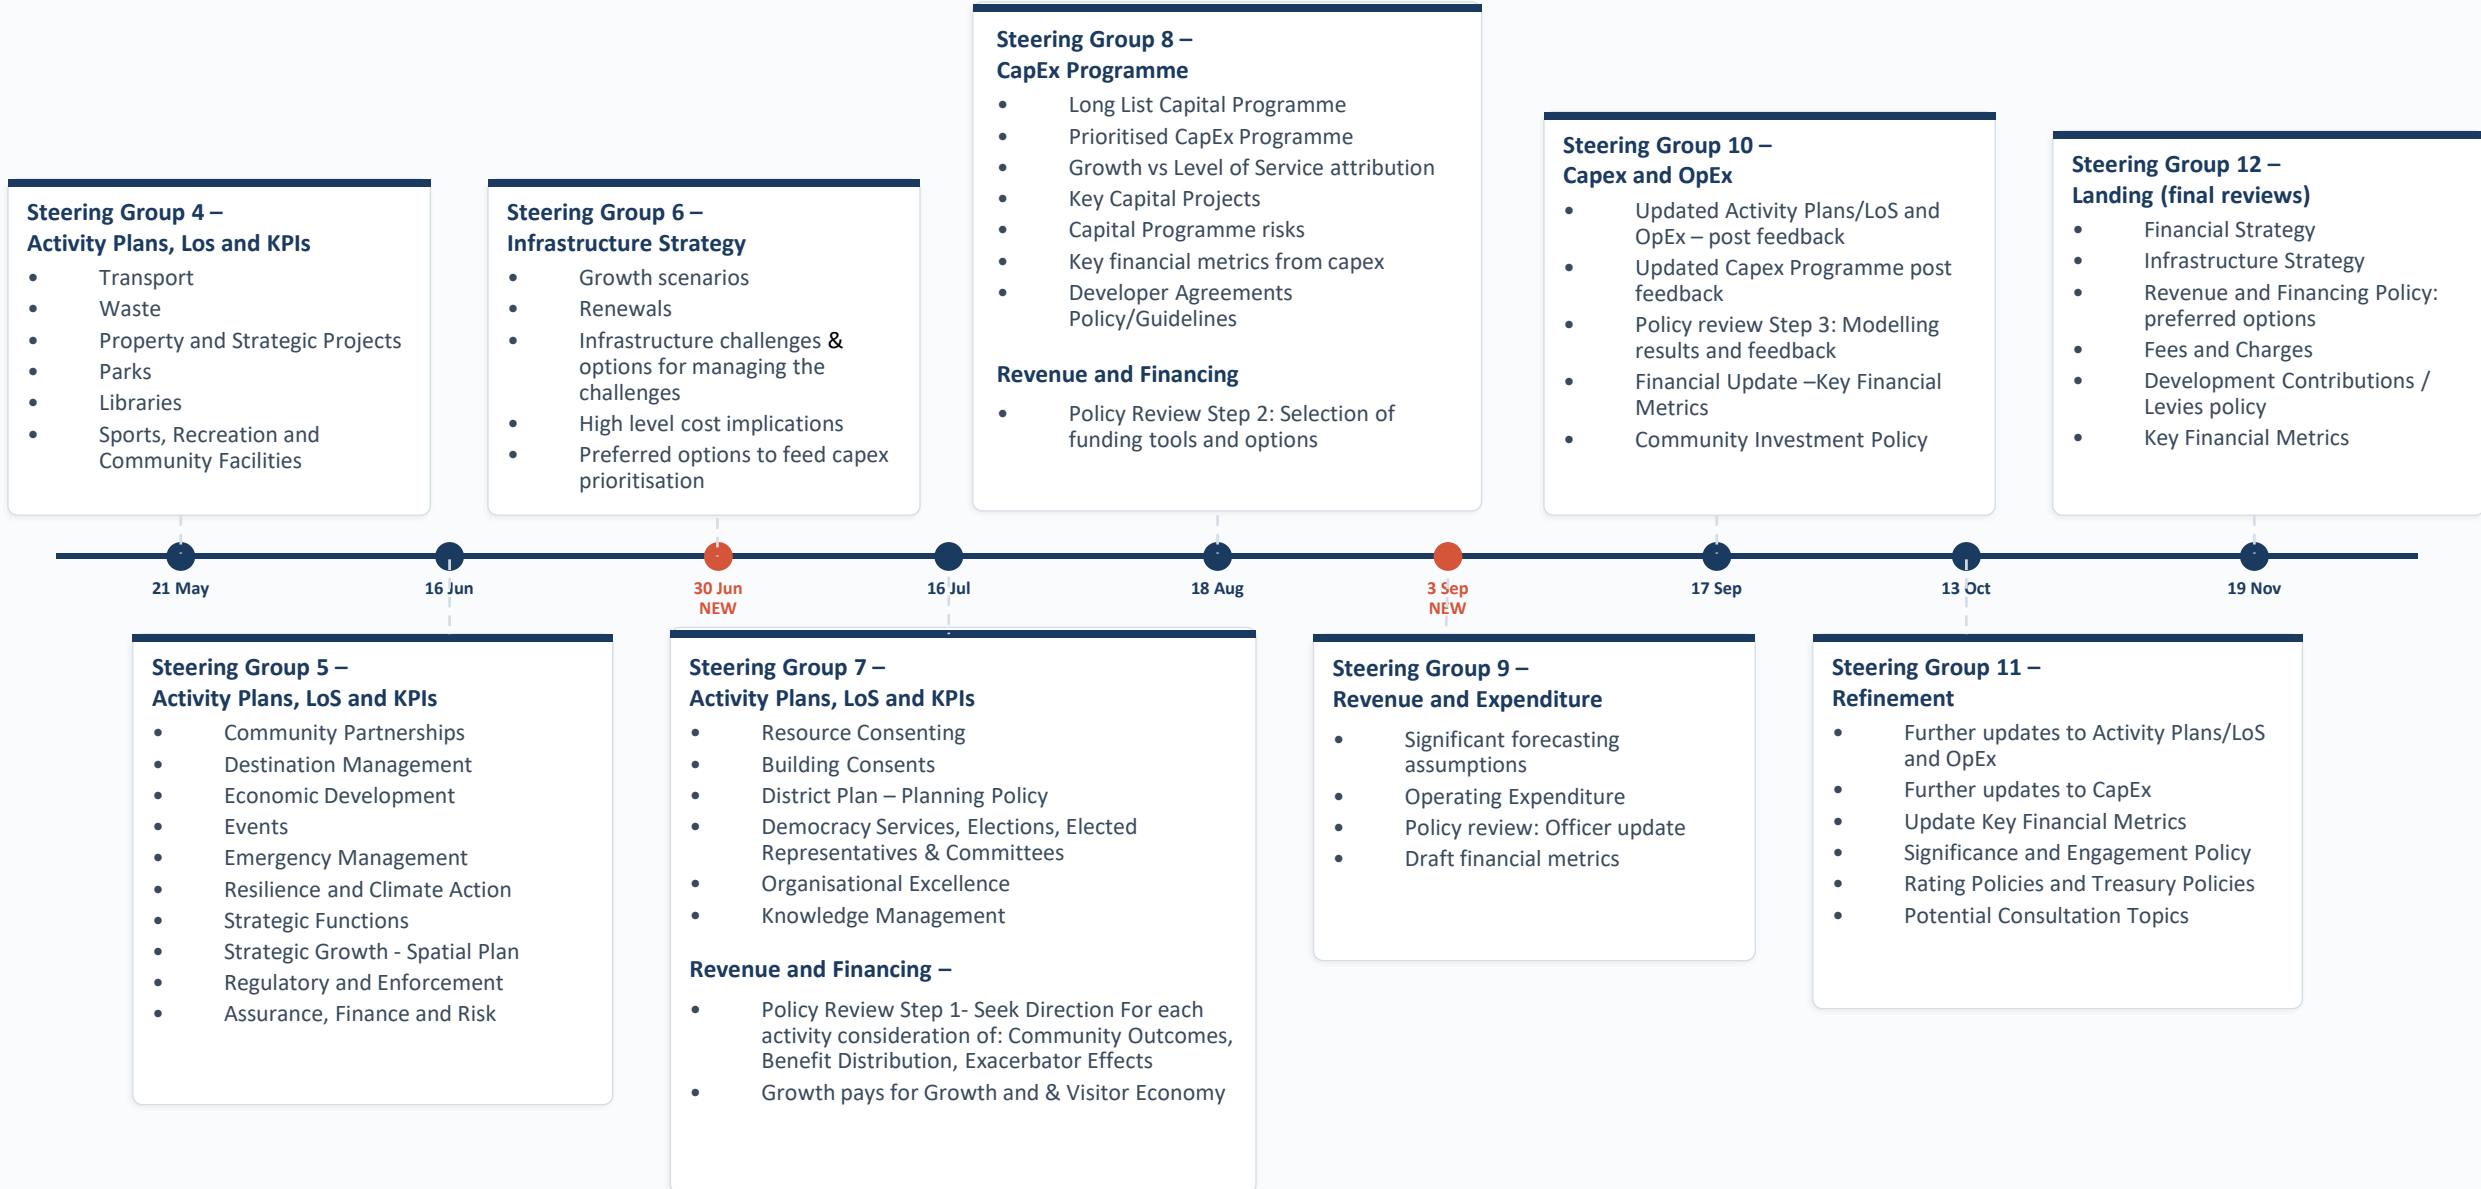 Steering Group 4 –
Activity Plans, Los and KPIs
• Transport
• Waste
• Property and Strategic Projects
• Parks
• Libraries
• Sports, Recreation and
Community Facilities
Steering Group 6 –
Infrastructure Strategy
• Growth scenarios
• Renewals
• Infrastructure challenges &
options for managing the
challenges
• High level cost implications
• Preferred options to feed capex
prioritisation
Steering Group 8 –
CapEx Programme
• Long List Capital Programme
• Prioritised CapEx Programme
• Growth vs Level of Service attribution
• Key Capital Projects
• Capital Programme risks
• Key financial metrics from capex
• Developer Agreements
Policy/Guidelines
Revenue and Financing
• Policy Review Step 2: Selection of
funding tools and options
Steering Group 10 –
Capex and OpEx
• Updated Activity Plans/LoS and
OpEx – post feedback
• Updated Capex Programme post
feedback
• Policy review Step 3: Modelling
results and feedback
• Financial Update –Key Financial
Metrics
• Community Investment Policy
Steering Group 12 –
Landing (final reviews)
• Financial Strategy
• Infrastructure Strategy
• Revenue and Financing Policy:
preferred options
• Fees and Charges
• Development Contributions /
Levies policy
• Key Financial Metrics
21 May
16 Jun
30 Jun
NEW
16 Jul
18 Aug
3 Sep
NEW
17 Sep
13 Oct
19 Nov
Steering Group 5 –
Activity Plans, LoS and KPIs
• Community Partnerships
• Destination Management
• Economic Development
• Events
• Emergency Management
• Resilience and Climate Action
• Strategic Functions
• Strategic Growth - Spatial Plan
• Regulatory and Enforcement
• Assurance, Finance and Risk
Steering Group 7 –
Activity Plans, LoS and KPIs
• Resource Consenting
• Building Consents
• District Plan – Planning Policy
• Democracy Services, Elections, Elected
Representatives & Committees
• Organisational Excellence
• Knowledge Management
Revenue and Financing –
• Policy Review Step 1- Seek Direction For each
activity consideration of: Community Outcomes,
Benefit Distribution, Exacerbator Effects
• Growth pays for Growth and & Visitor Economy
Steering Group 9 –
Revenue and Expenditure
• Significant forecasting
assumptions
• Operating Expenditure
• Policy review: Officer update
• Draft financial metrics
Steering Group 11 –
Refinement
• Further updates to Activity Plans/LoS
and OpEx
• Further updates to CapEx
• Update Key Financial Metrics
• Significance and Engagement Policy
• Rating Policies and Treasury Policies
• Potential Consultation Topics